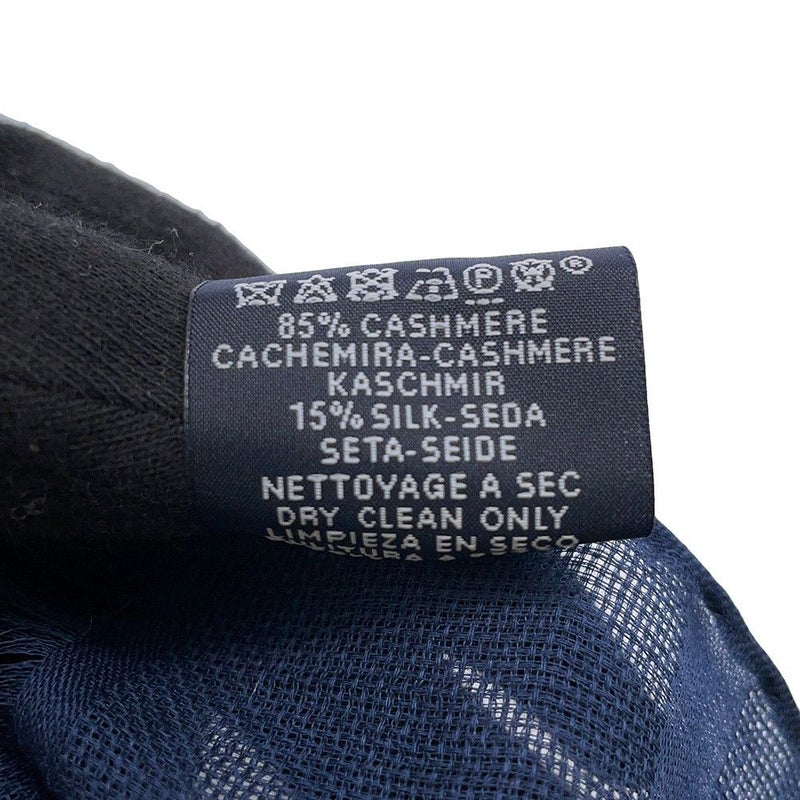 P W ®
85% CASHMERE
CACHEMIRA-CASHMERE
KASCHMIR
15% SILK-SEDA
SETA-SEIDE
NETTOYAGE A SEC
DRY CLEAN ONLY
LIMPIEZA EN SECO